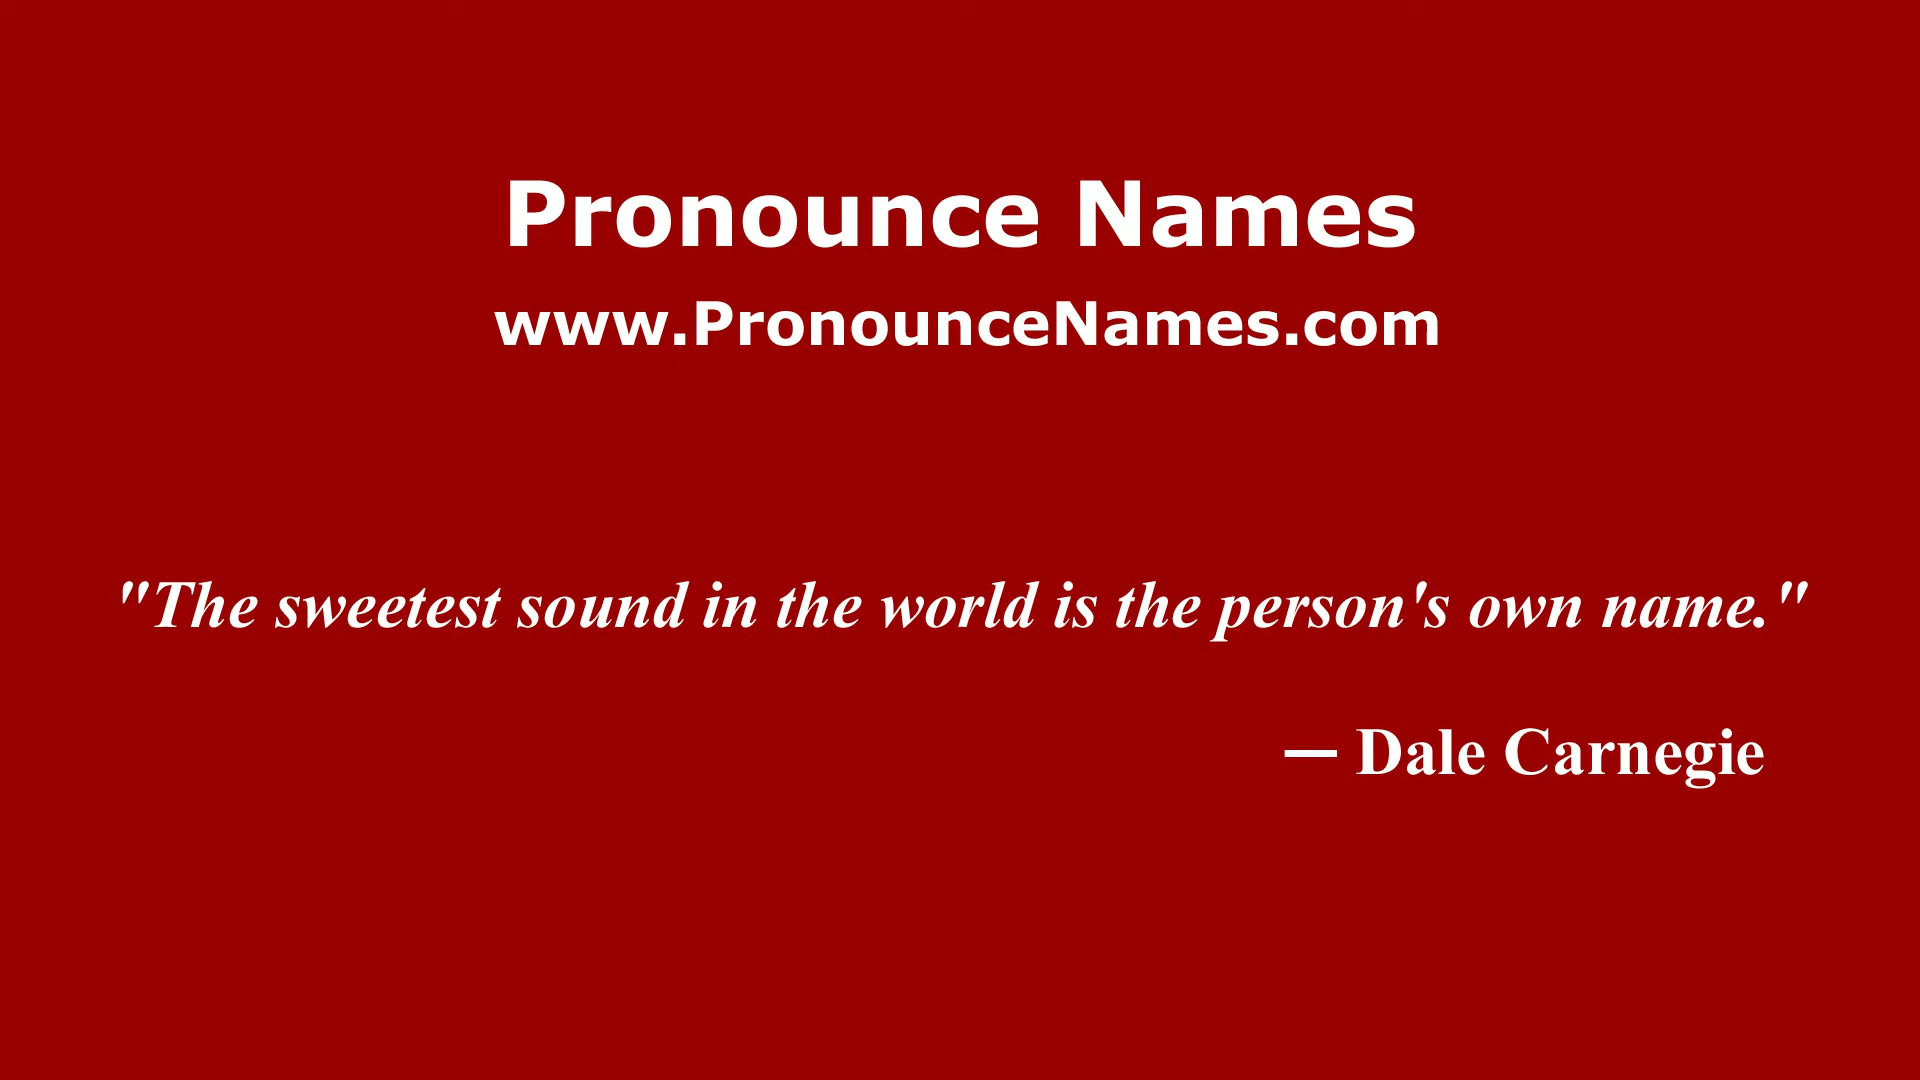 Pronounce Names
www.PronounceNames.com
"The sweetest sound in the world is the person's own name."
— Dale Carnegie